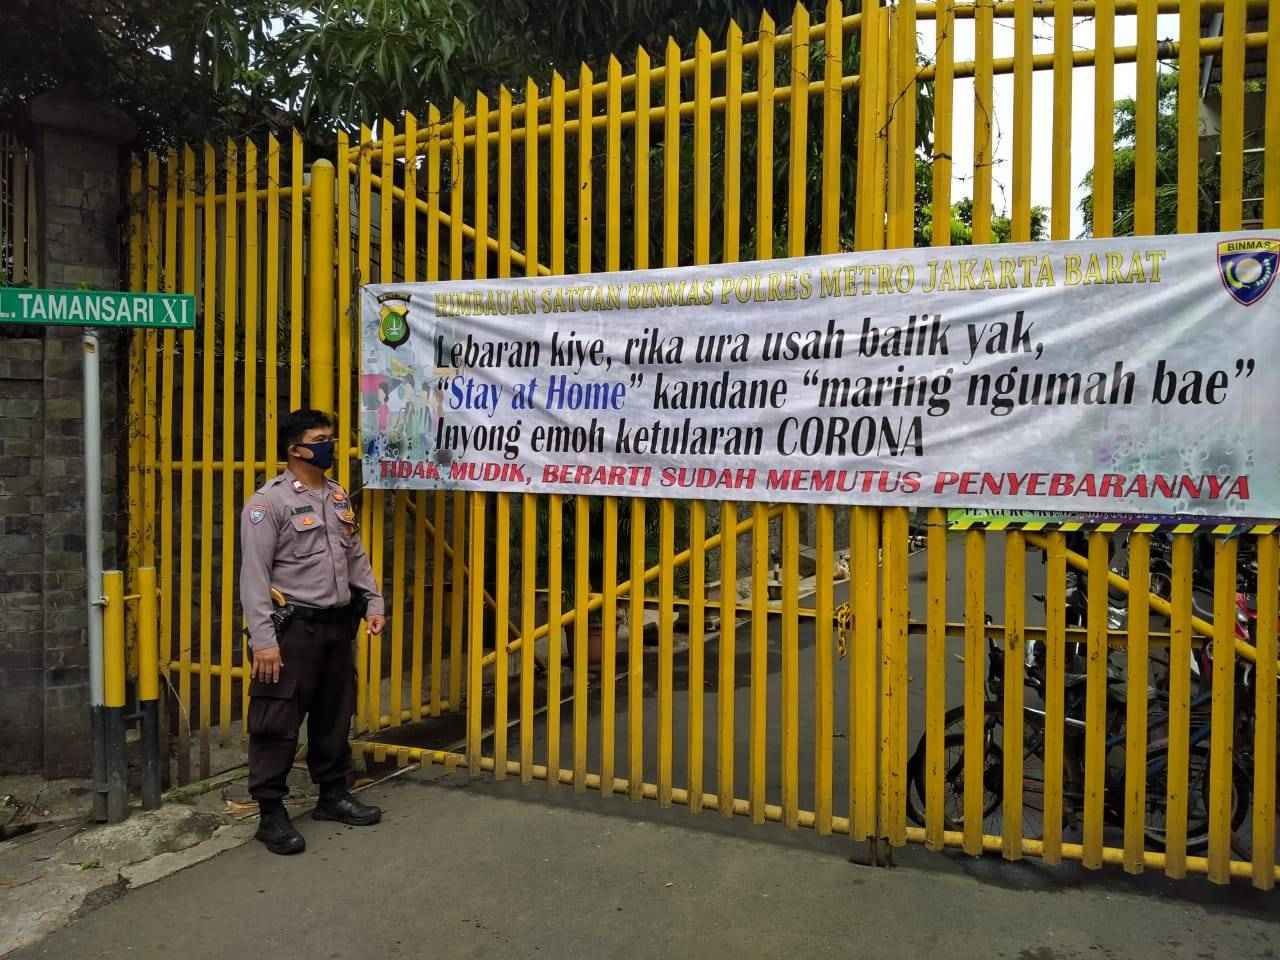 L. TAMANSARI XI
HIMBAUAN SATUAN BINMAS POLRES METRO JAKARTA BARAT
BINMAS
Lebaran kiye, rika ura usah balik yak,
"Stay at Home" kandane "maring ngumah bae"
Inyong emoh ketularan CORONA
TIDAK MUDIK, BERARTI SUDAH MEMUTUS PENYEBARANNYA